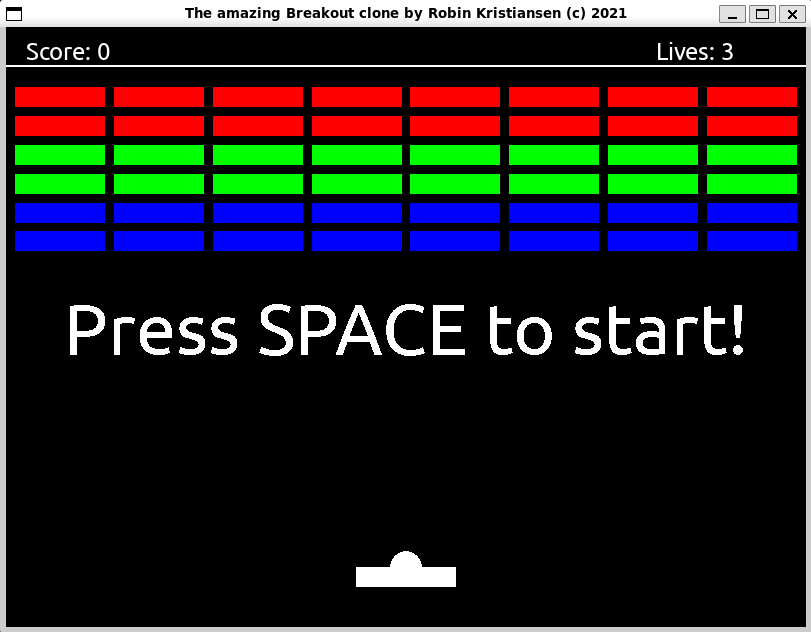 The amazing Breakout clone by Robin Kristiansen (c) 2021
Score: 0 Lives: 3
Press SPACE to start!